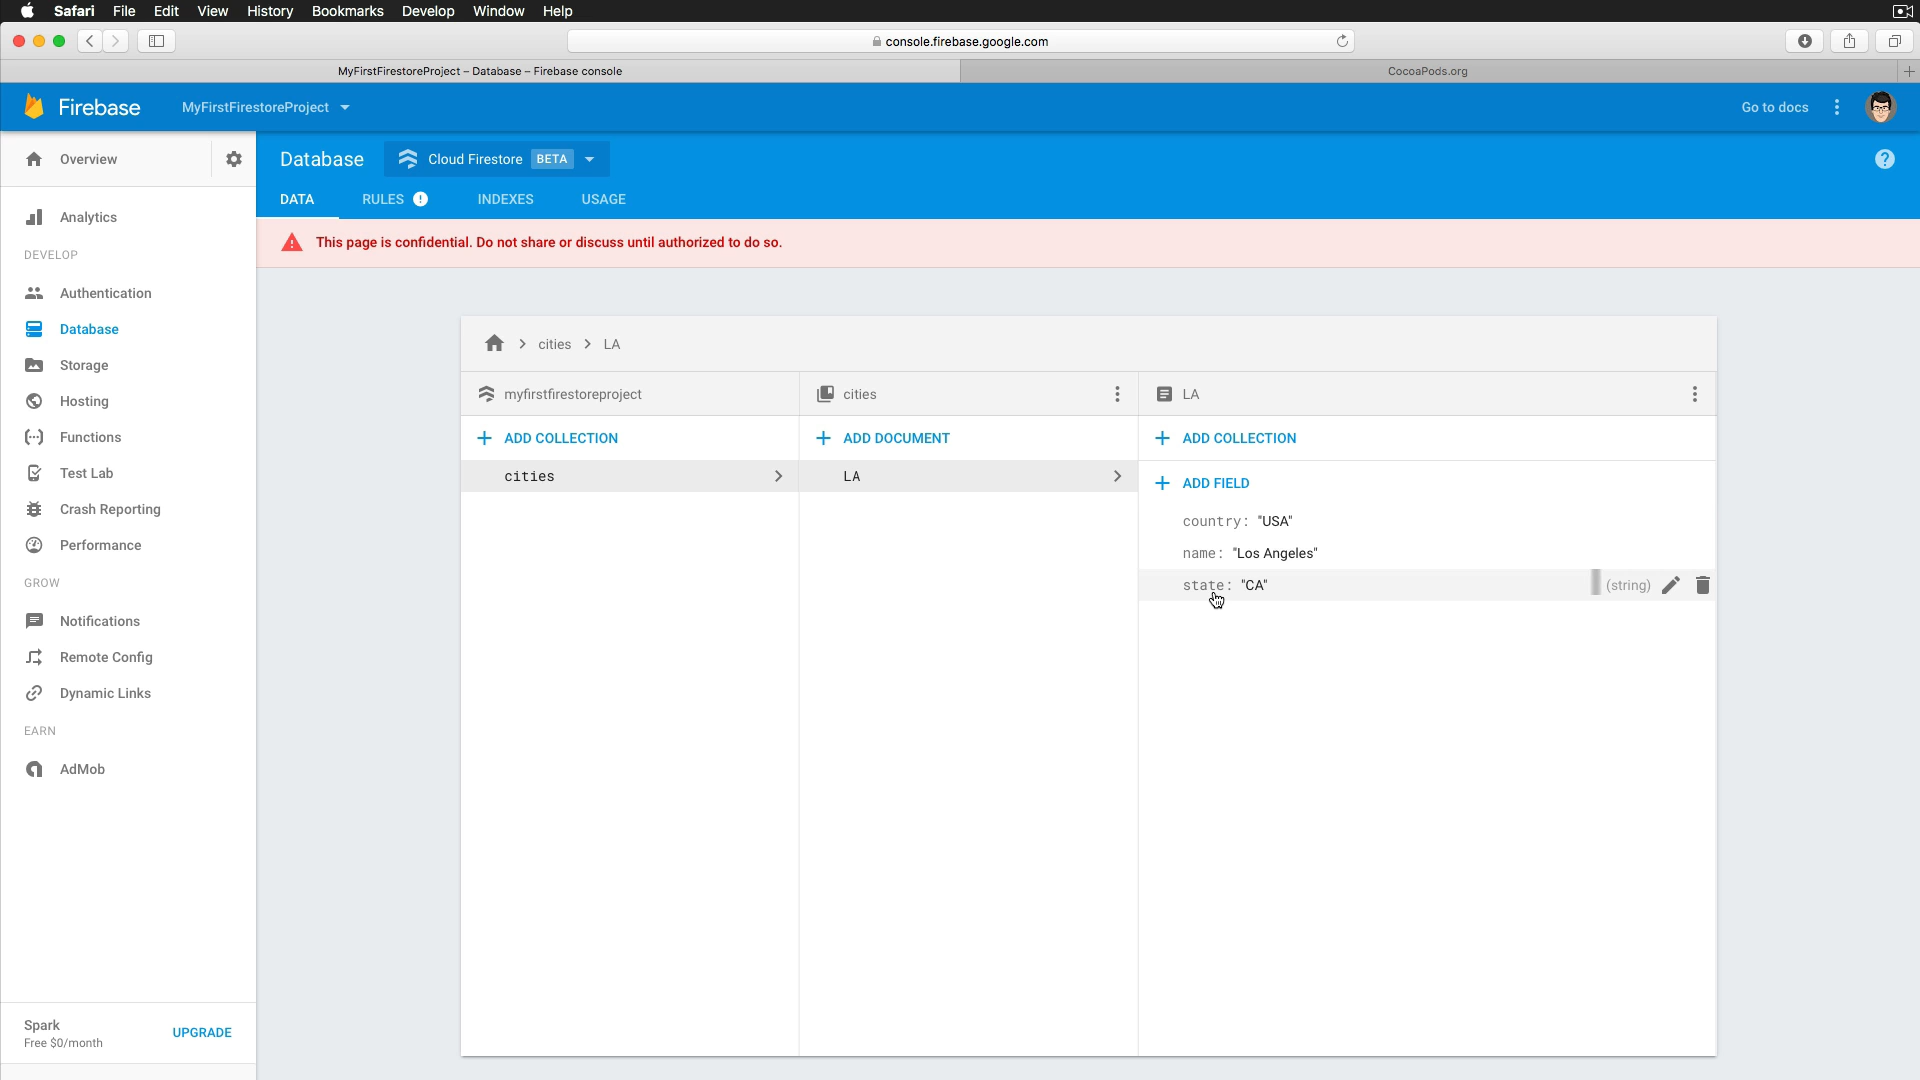 Safari File Edit View History Bookmarks Develop Window Help
console.firebase.google.com
MyFirstFirestoreProject – Database – Firebase console
CocoaPods.org
Firebase
MyFirstFirestoreProject
Go to docs
Overview
Database
Cloud Firestore BETA
DATA RULES INDEXES USAGE
This page is confidential. Do not share or discuss until authorized to do so.
Analytics
DEVELOP
Authentication
Database
Storage
Hosting
Functions
Test Lab
Crash Reporting
Performance
GROW
Notifications
Remote Config
Dynamic Links
EARN
AdMob
Spark
Free $0/month
UPGRADE
cities > LA
myfirstfirestoreproject
ADD COLLECTION
cities
cities
ADD DOCUMENT
LA
LA
ADD COLLECTION
ADD FIELD
country: "USA"
name: "Los Angeles"
state: "CA" (string)